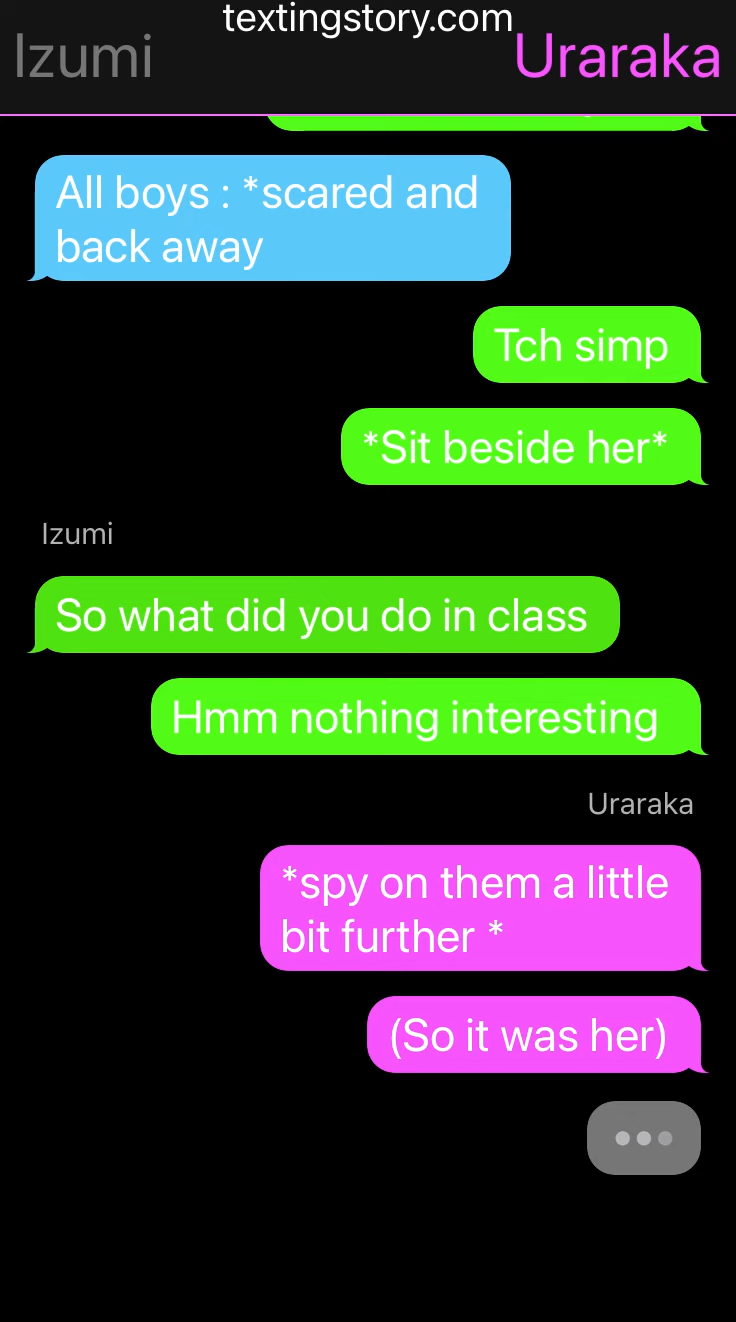 textingstory.com
Izumi
Uraraka
All boys : *scared and
back away
Tch simp
*Sit beside her*
Izumi
So what did you do in class
Hmm nothing interesting
Uraraka
*spy on them a little
bit further *
(So it was her)